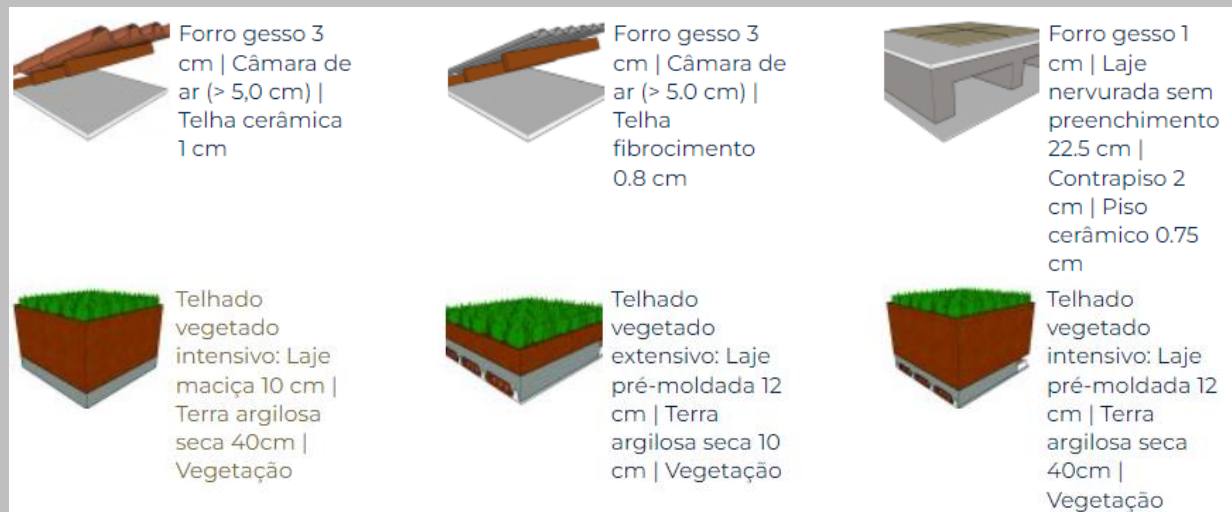 Forro gesso 3
cm | Câmara de
ar (> 5,0 cm) |
Telha cerâmica
1 cm
Forro gesso 3
cm | Câmara de
ar (> 5.0 cm) |
Telha
fibrocimento
0.8 cm
Forro gesso 1
cm | Laje
nervurada sem
preenchimento
22.5 cm |
Contrapiso 2
cm | Piso
cerâmico 0.75
cm
Telhado
vegetado
intensivo: Laje
maciça 10 cm |
Terra argilosa
seca 40cm |
Vegetação
Telhado
vegetado
extensivo: Laje
pré-moldada 12
cm | Terra
argilosa seca 10
cm | Vegetação
Telhado
vegetado
intensivo: Laje
pré-moldada 12
cm | Terra
argilosa seca
40cm |
Vegetação